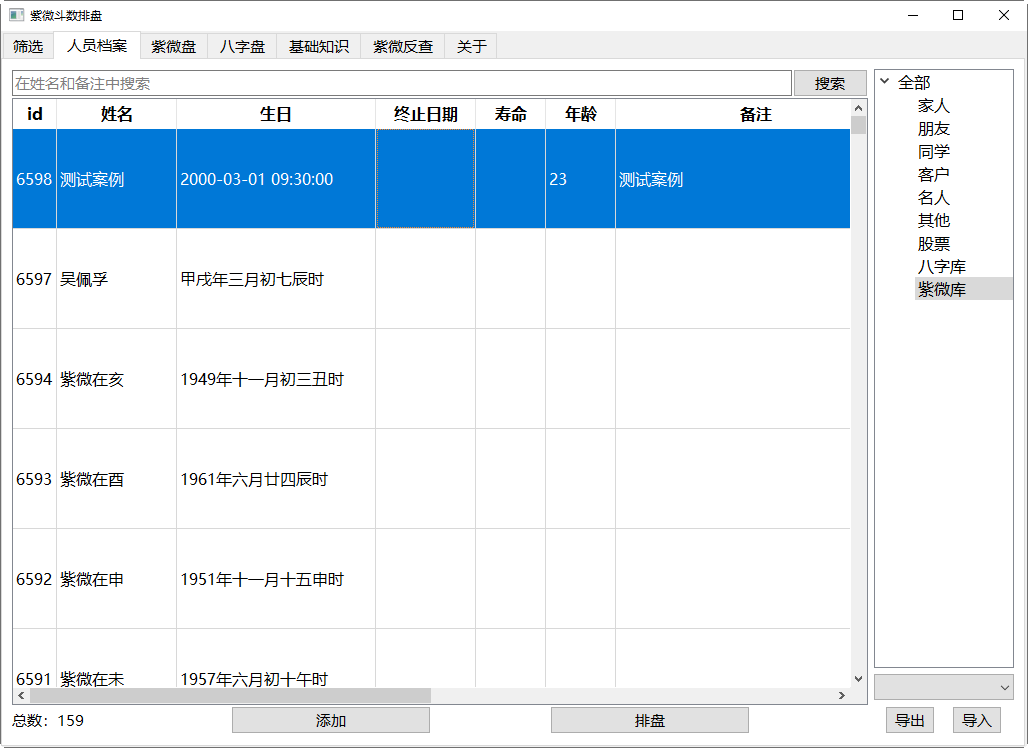 紫微斗数排盘
筛选 人员档案 紫微盘 八字盘 基础知识 紫微反查 关于
在姓名和备注中搜索 搜索
id 姓名 生日 终止日期 寿命 年龄 备注
6598 测试案例 2000-03-01 09:30:00 23 测试案例
6597 吴佩孚 甲戌年三月初七辰时
6594 紫微在亥 1949年十一月初三丑时
6593 紫微在酉 1961年六月廿四辰时
6592 紫微在申 1951年十一月十五申时
6591 紫微在未 1957年六月初十午时
全部
家人
朋友
同学
客户
名人
其他
股票
八字库
紫微库
总数：159 添加 排盘 导出 导入